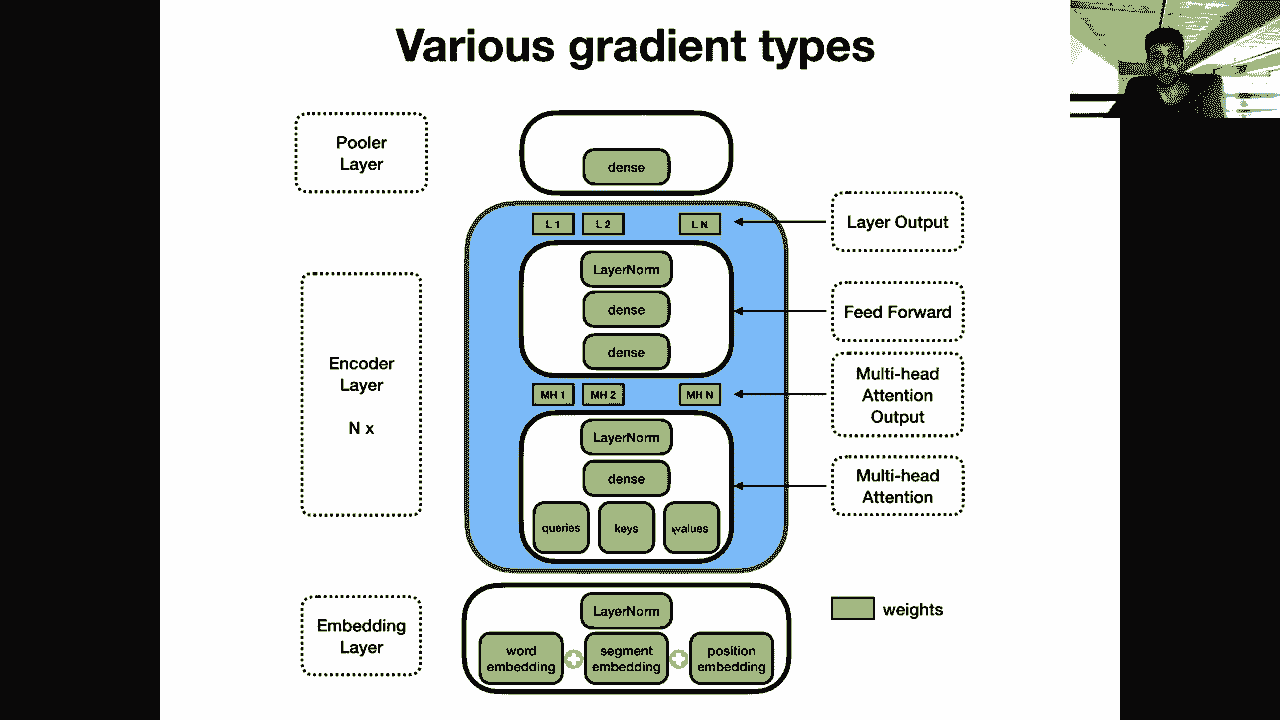 Various gradient types
Pooler
Layer
dense
L 1 L 2 L N
Layer Output
LayerNorm
dense
dense
Feed Forward
Encoder
Layer
N x
MH 1 MH 2 MH N
Multi-head
Attention
Output
LayerNorm
dense
queries keys values
Multi-head
Attention
Embedding
Layer
LayerNorm
word
embedding
segment
embedding
position
embedding
weights